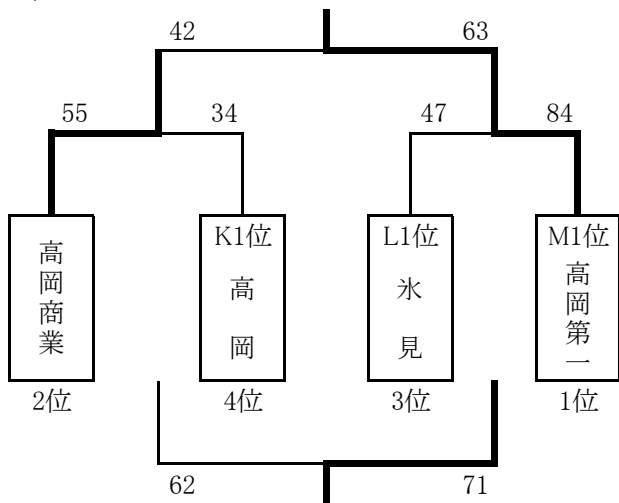 42 63
55 34 47 84
高岡商業
K1位
高岡
L1位
氷見
M1位
高岡第一
2位 4位 3位 1位
62 71